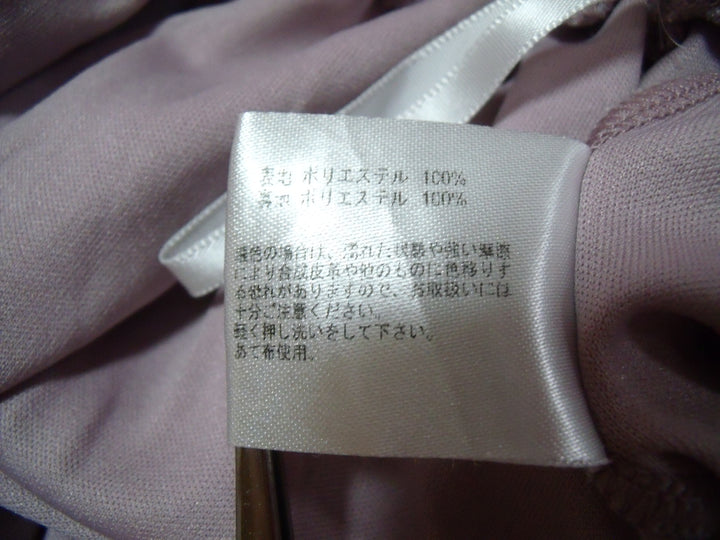 表地 ポリエステル 100%
裏地 ポリエステル 100%
濃色の場合は、濡れた状態や強い摩擦
により合成皮革や他のものに色移りす
る恐れがありますので、お取扱いには
十分ご注意ください。
軽く押し洗いをして下さい。
あて布使用。